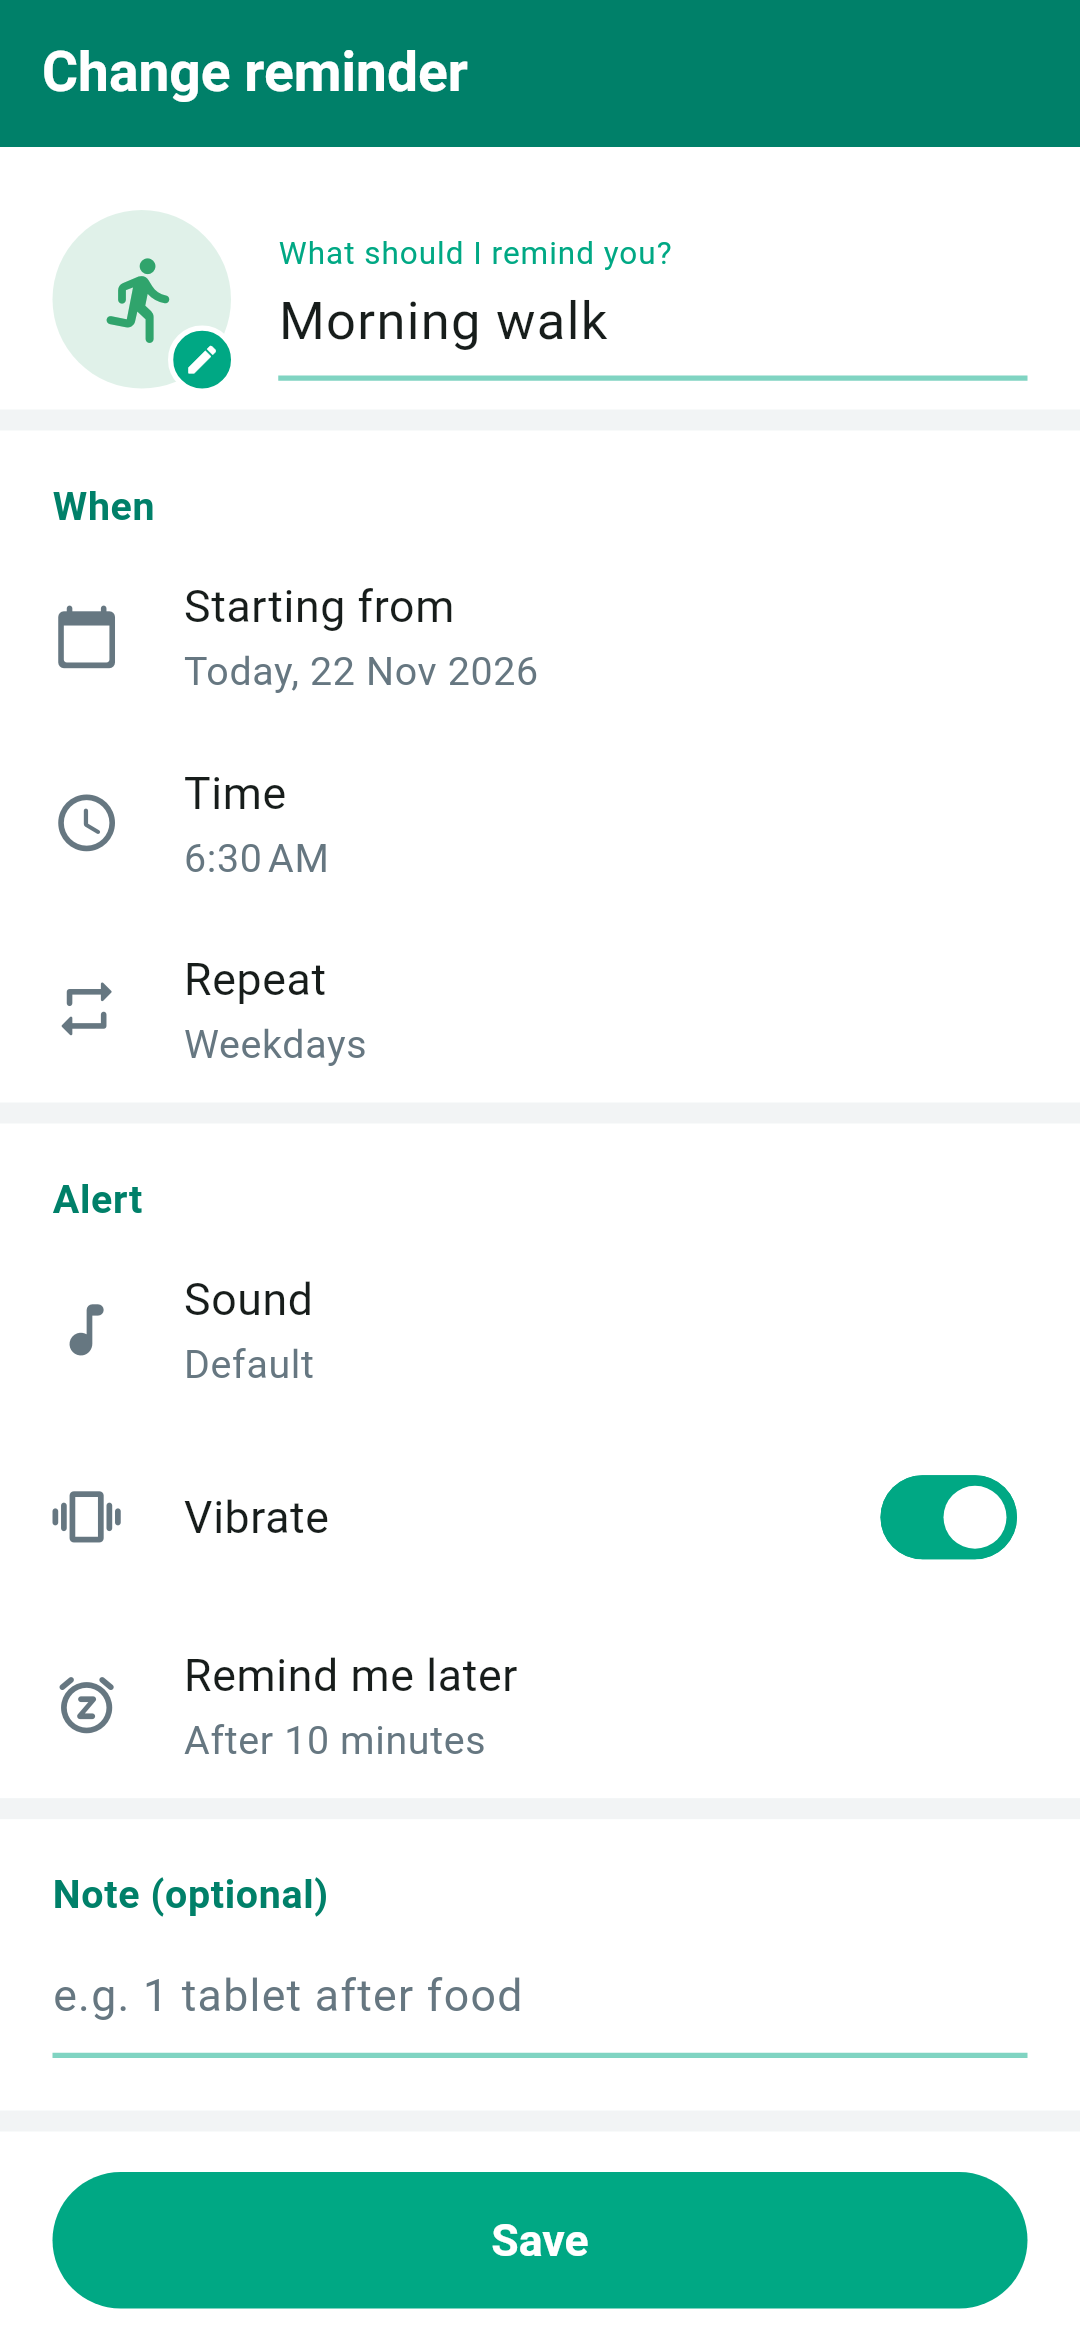 Change reminder
What should I remind you?
Morning walk
When
Starting from
Today, 22 Nov 2026
Time
6:30 AM
Repeat
Weekdays
Alert
Sound
Default
Vibrate
Remind me later
After 10 minutes
Note (optional)
e.g. 1 tablet after food
Save